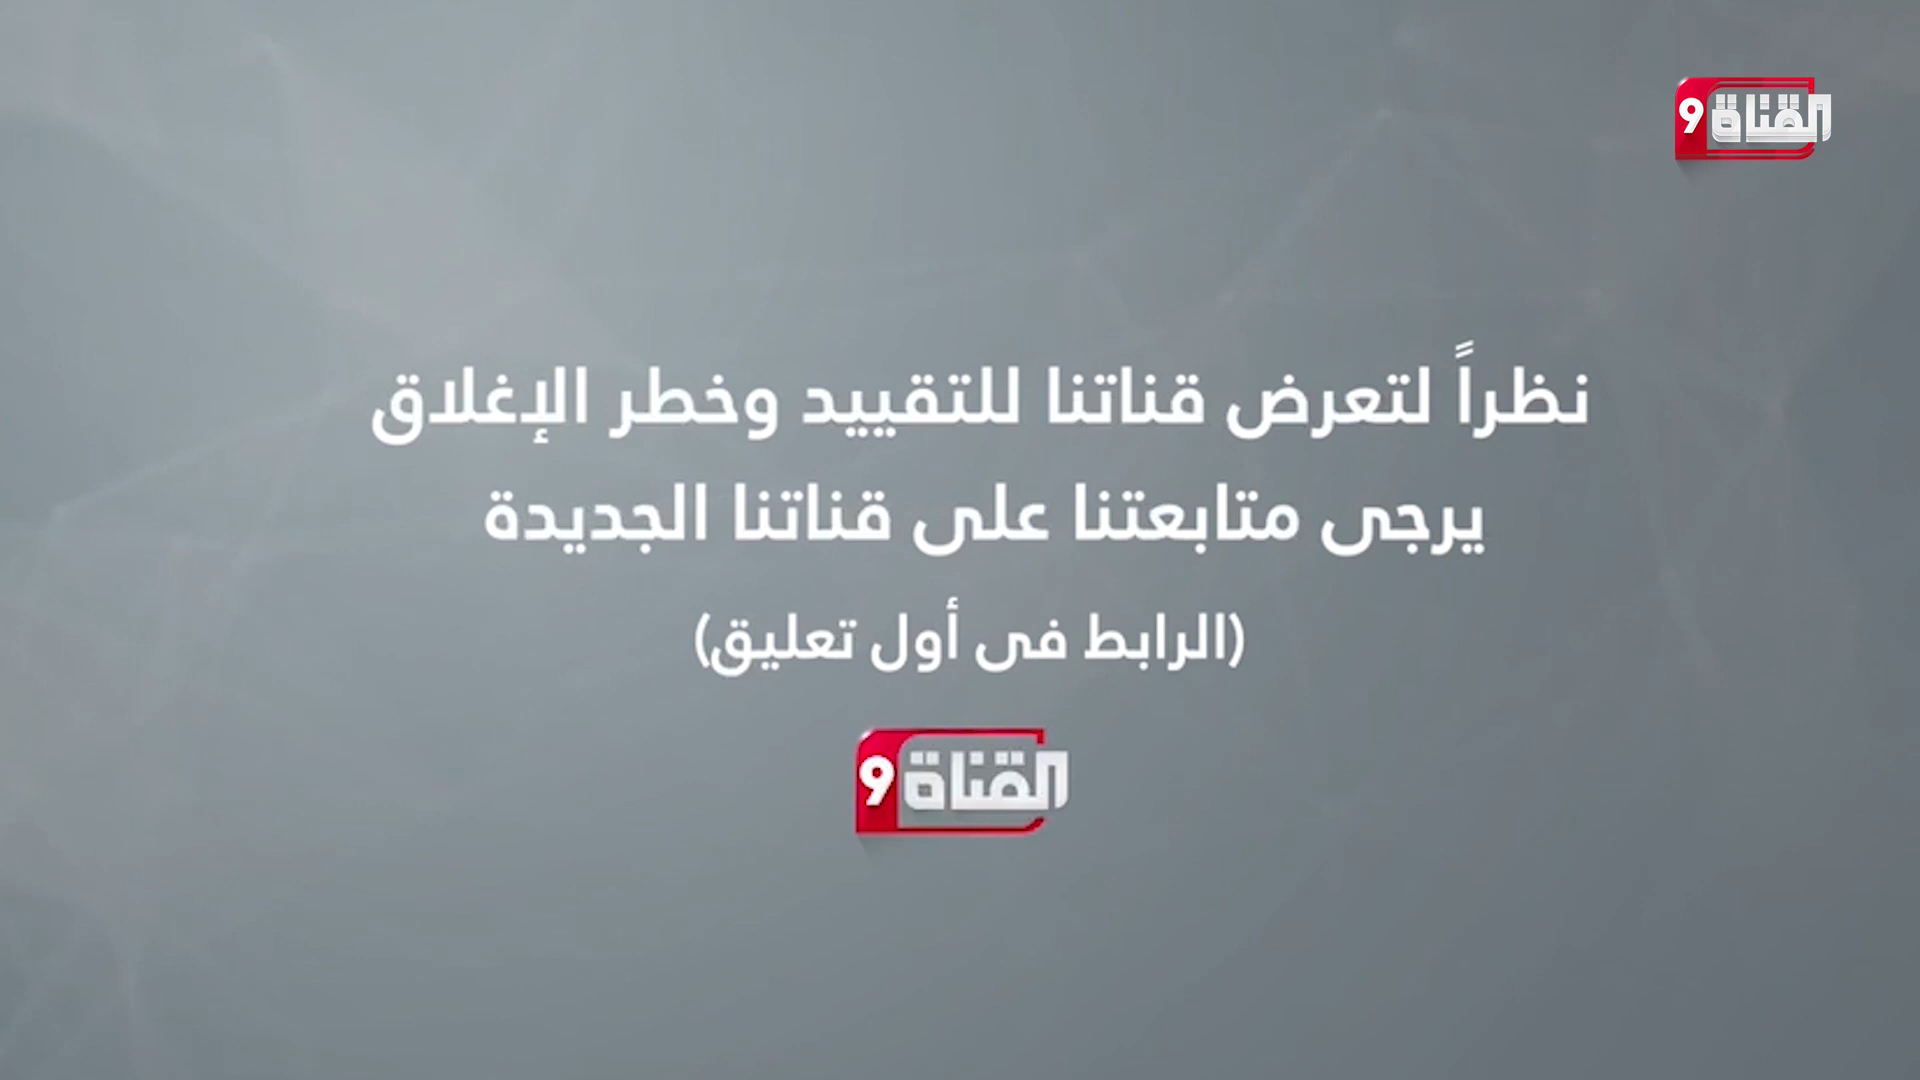 القناة 9
نظراً لتعرض قناتنا للتقييد وخطر الإغلاق
يرجى متابعتنا على قناتنا الجديدة
(الرابط فى أول تعليق)
القناة 9